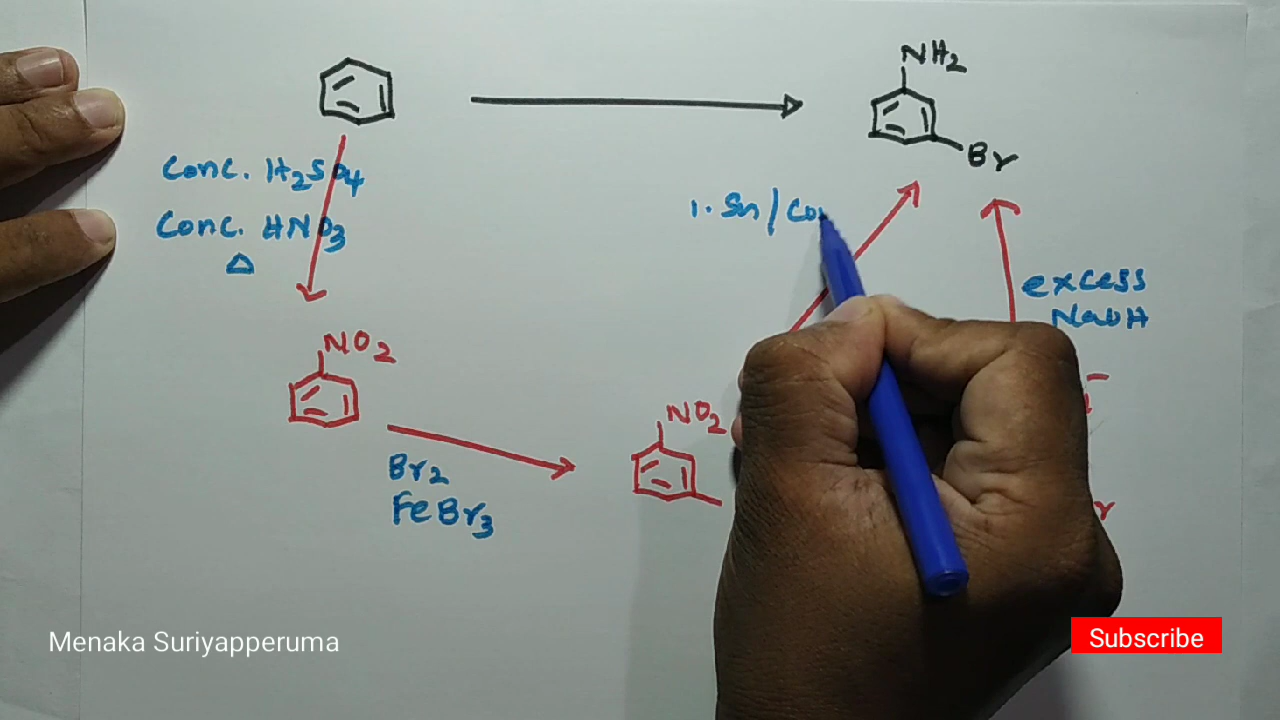 NH2
Br
Conc. H2SO4
Conc. HNO3
Δ
1. Sn/Co
excess
NaOH
NO2
NO2
Br2
FeBr3
Menaka Suriyapperuma
Subscribe